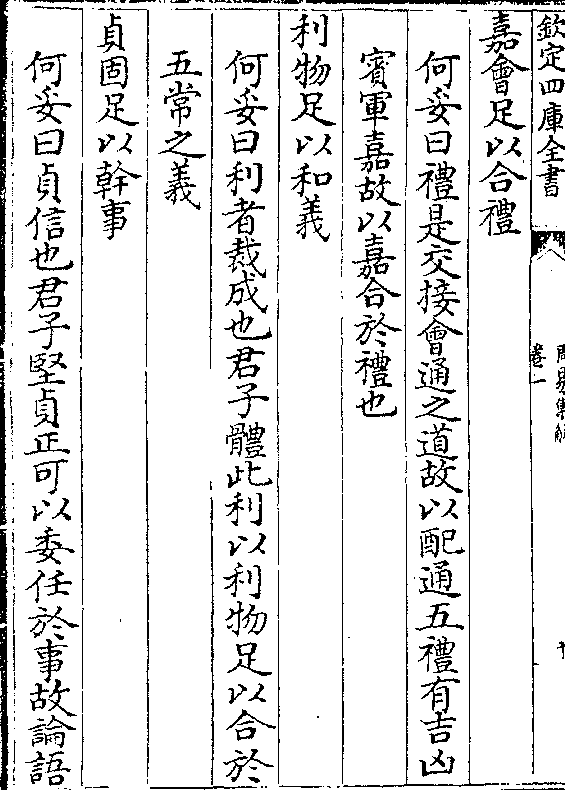 欽定四庫全書
周易集解
卷一
嘉會足以合禮
何妥曰禮是交接會通之道故以配通五禮有吉凶
賓軍嘉故以嘉合於禮也
利物足以和義
何妥曰利者裁成也君子體此利以利物足以合於
五常之義
貞固足以幹事
何妥曰貞信也君子堅貞正可以委任於事故論語